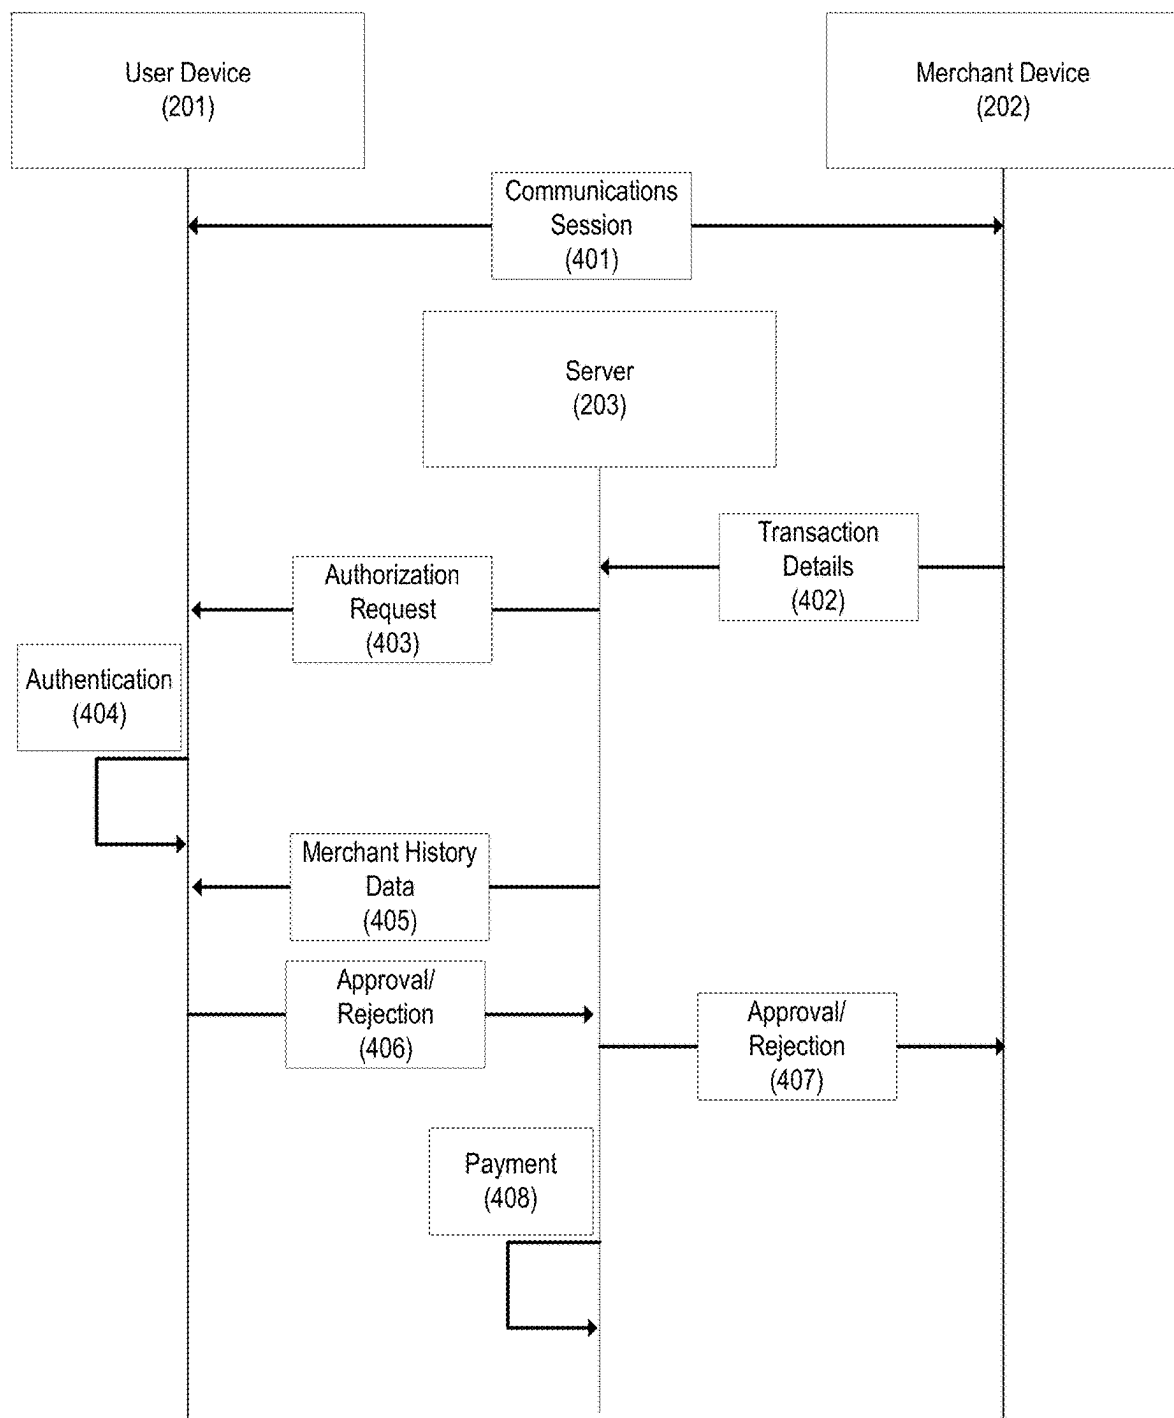 User Device
(201)
Merchant Device
(202)
Communications
Session
(401)
Server
(203)
Transaction
Details
(402)
Authorization
Request
(403)
Authentication
(404)
Merchant History
Data
(405)
Approval/
Rejection
(406)
Approval/
Rejection
(407)
Payment
(408)